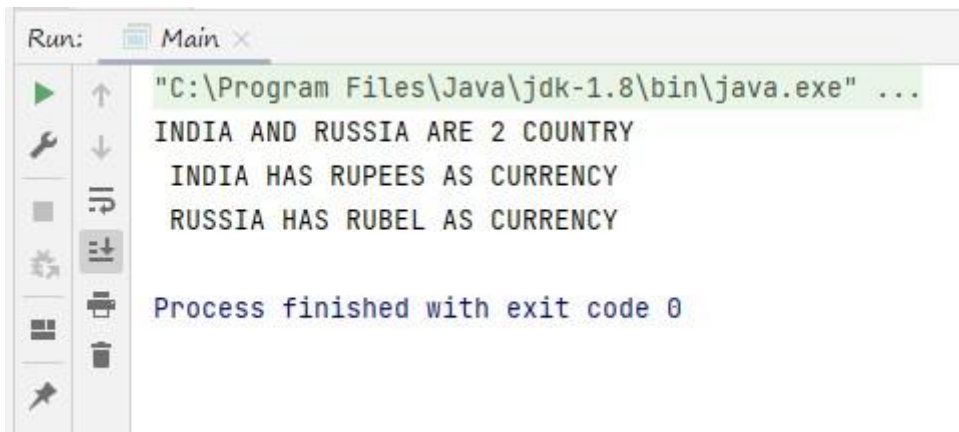 Run: Main
"C:\Program Files\Java\jdk-1.8\bin\java.exe" ...
INDIA AND RUSSIA ARE 2 COUNTRY
 INDIA HAS RUPEES AS CURRENCY
 RUSSIA HAS RUBEL AS CURRENCY
Process finished with exit code 0